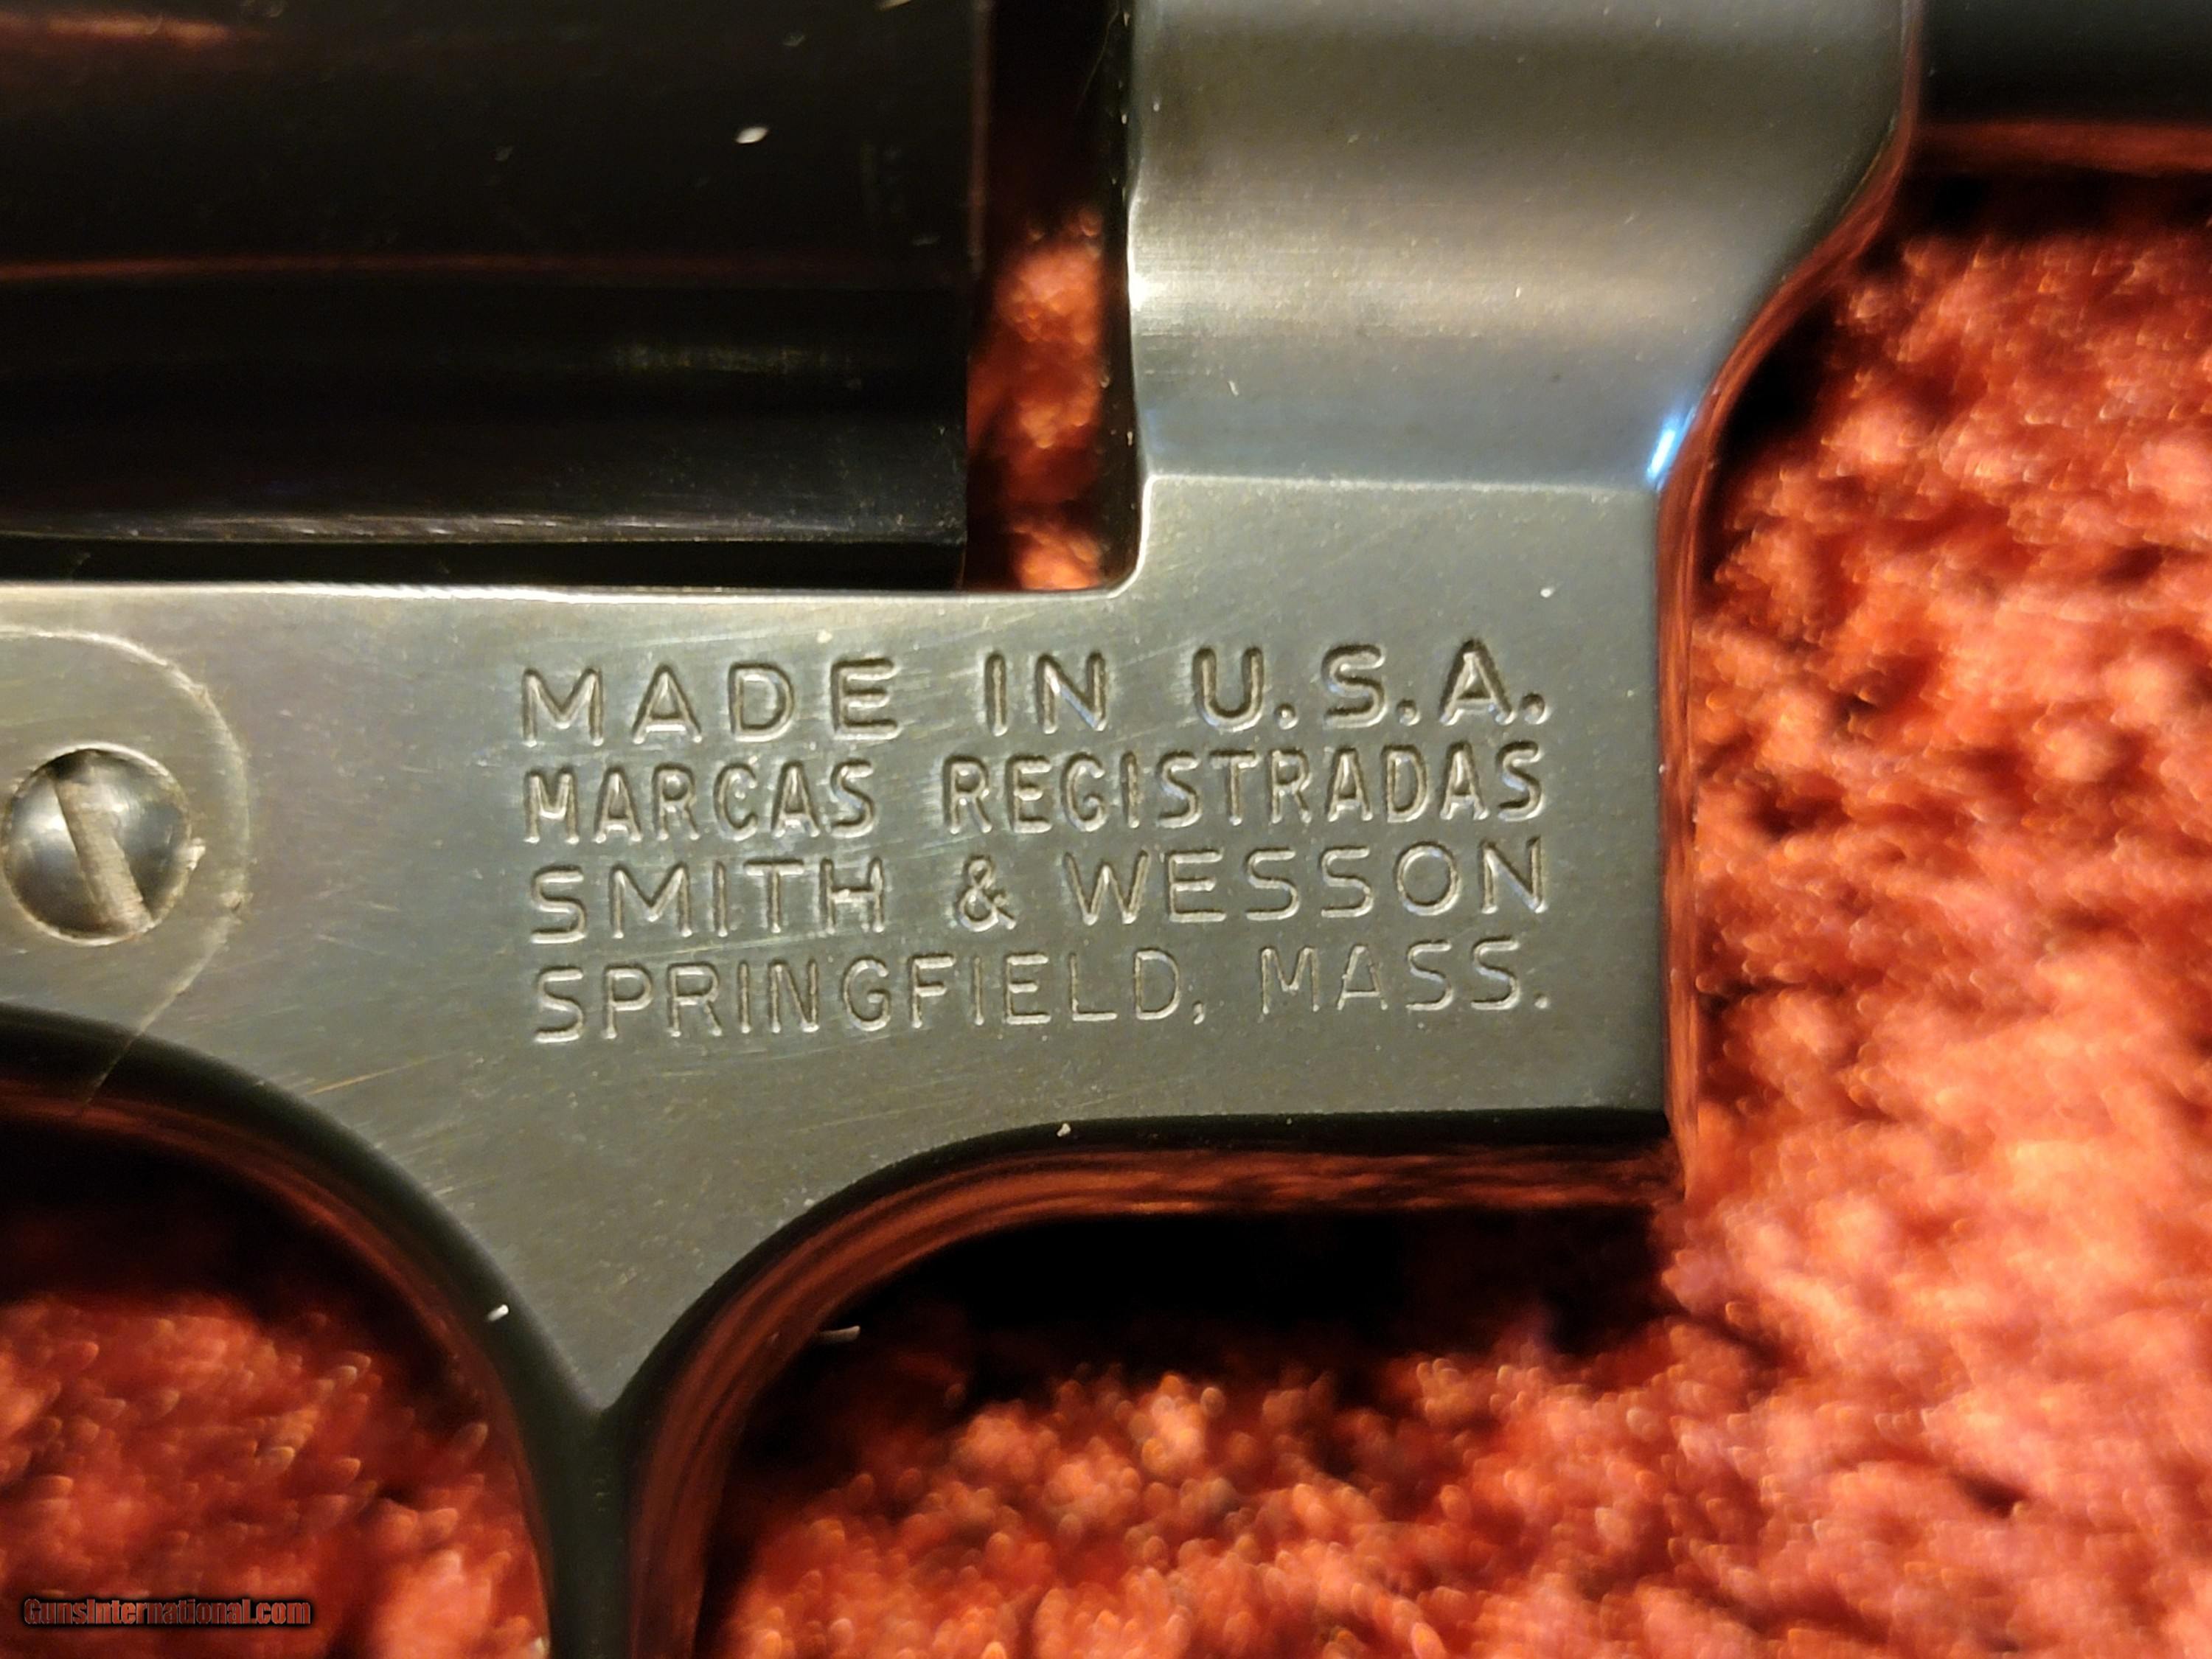 MADE IN U.S.A.
MARCAS REGISTRADAS
SMITH & WESSON
SPRINGFIELD, MASS.
GunsInternational.com